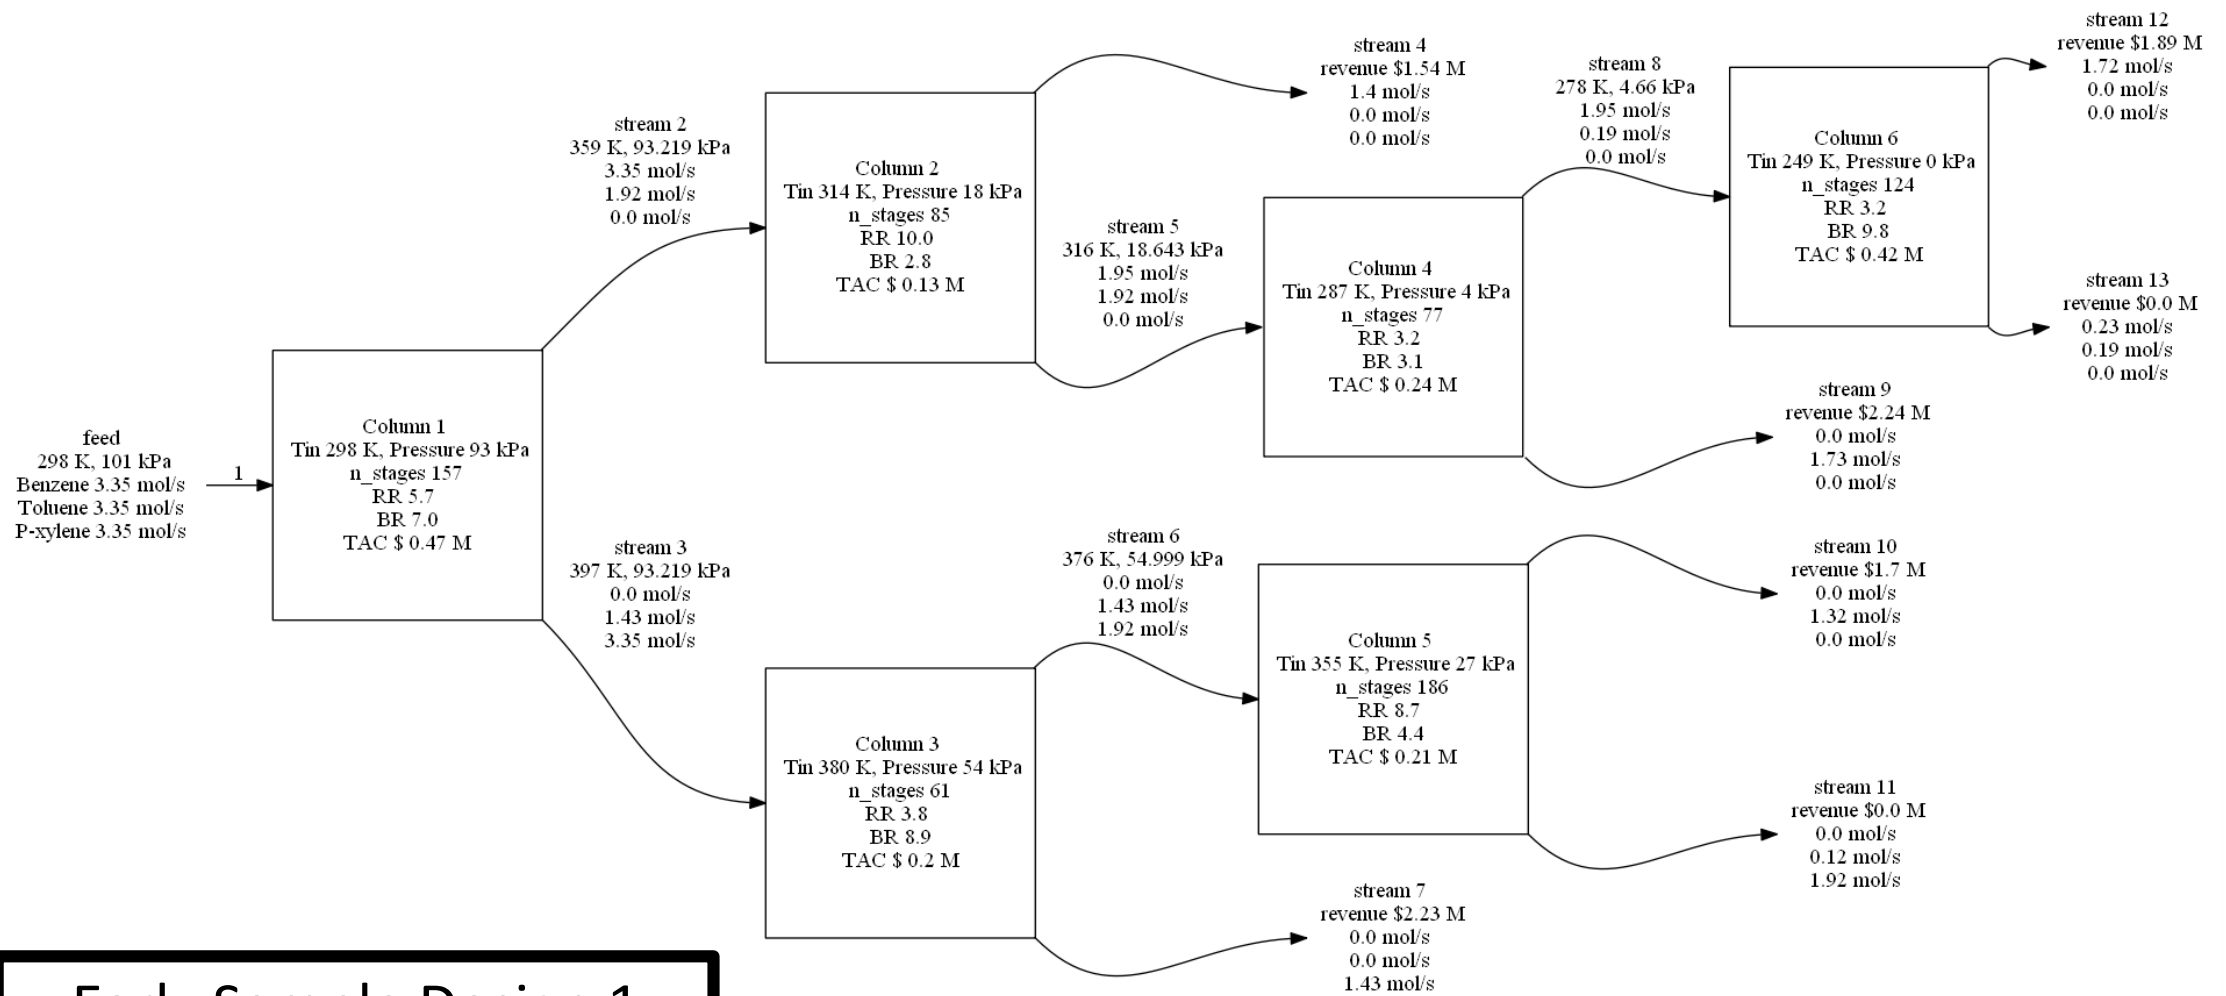 feed
298 K, 101 kPa
Benzene 3.35 mol/s
Toluene 3.35 mol/s
P-xylene 3.35 mol/s
1
Column 1
Tin 298 K, Pressure 93 kPa
n_stages 157
RR 5.7
BR 7.0
TAC $ 0.47 M
stream 2
359 K, 93.219 kPa
3.35 mol/s
1.92 mol/s
0.0 mol/s
stream 3
397 K, 93.219 kPa
0.0 mol/s
1.43 mol/s
3.35 mol/s
Column 2
Tin 314 K, Pressure 18 kPa
n_stages 85
RR 10.0
BR 2.8
TAC $ 0.13 M
Column 3
Tin 380 K, Pressure 54 kPa
n_stages 61
RR 3.8
BR 8.9
TAC $ 0.2 M
stream 4
revenue $1.54 M
1.4 mol/s
0.0 mol/s
0.0 mol/s
stream 5
316 K, 18.643 kPa
1.95 mol/s
1.92 mol/s
0.0 mol/s
stream 6
376 K, 54.999 kPa
0.0 mol/s
1.43 mol/s
1.92 mol/s
stream 7
revenue $2.23 M
0.0 mol/s
0.0 mol/s
1.43 mol/s
Column 4
Tin 287 K, Pressure 4 kPa
n_stages 77
RR 3.2
BR 3.1
TAC $ 0.24 M
Column 5
Tin 355 K, Pressure 27 kPa
n_stages 186
RR 8.7
BR 4.4
TAC $ 0.21 M
stream 8
278 K, 4.66 kPa
1.95 mol/s
0.19 mol/s
0.0 mol/s
stream 9
revenue $2.24 M
0.0 mol/s
1.73 mol/s
0.0 mol/s
stream 10
revenue $1.7 M
0.0 mol/s
1.32 mol/s
0.0 mol/s
stream 11
revenue $0.0 M
0.0 mol/s
0.12 mol/s
1.92 mol/s
Column 6
Tin 249 K, Pressure 0 kPa
n_stages 124
RR 3.2
BR 9.8
TAC $ 0.42 M
stream 12
revenue $1.89 M
1.72 mol/s
0.0 mol/s
0.0 mol/s
stream 13
revenue $0.0 M
0.23 mol/s
0.19 mol/s
0.0 mol/s
Sample Design 1